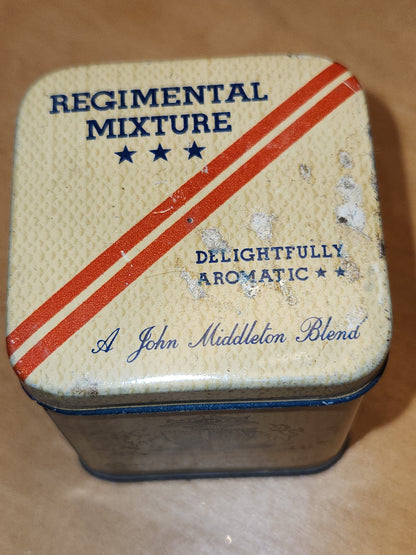 REGIMENTAL
MIXTURE
★ ★ ★
DELIGHTFULLY
AROMATIC ★ ★
A John Middleton Blend